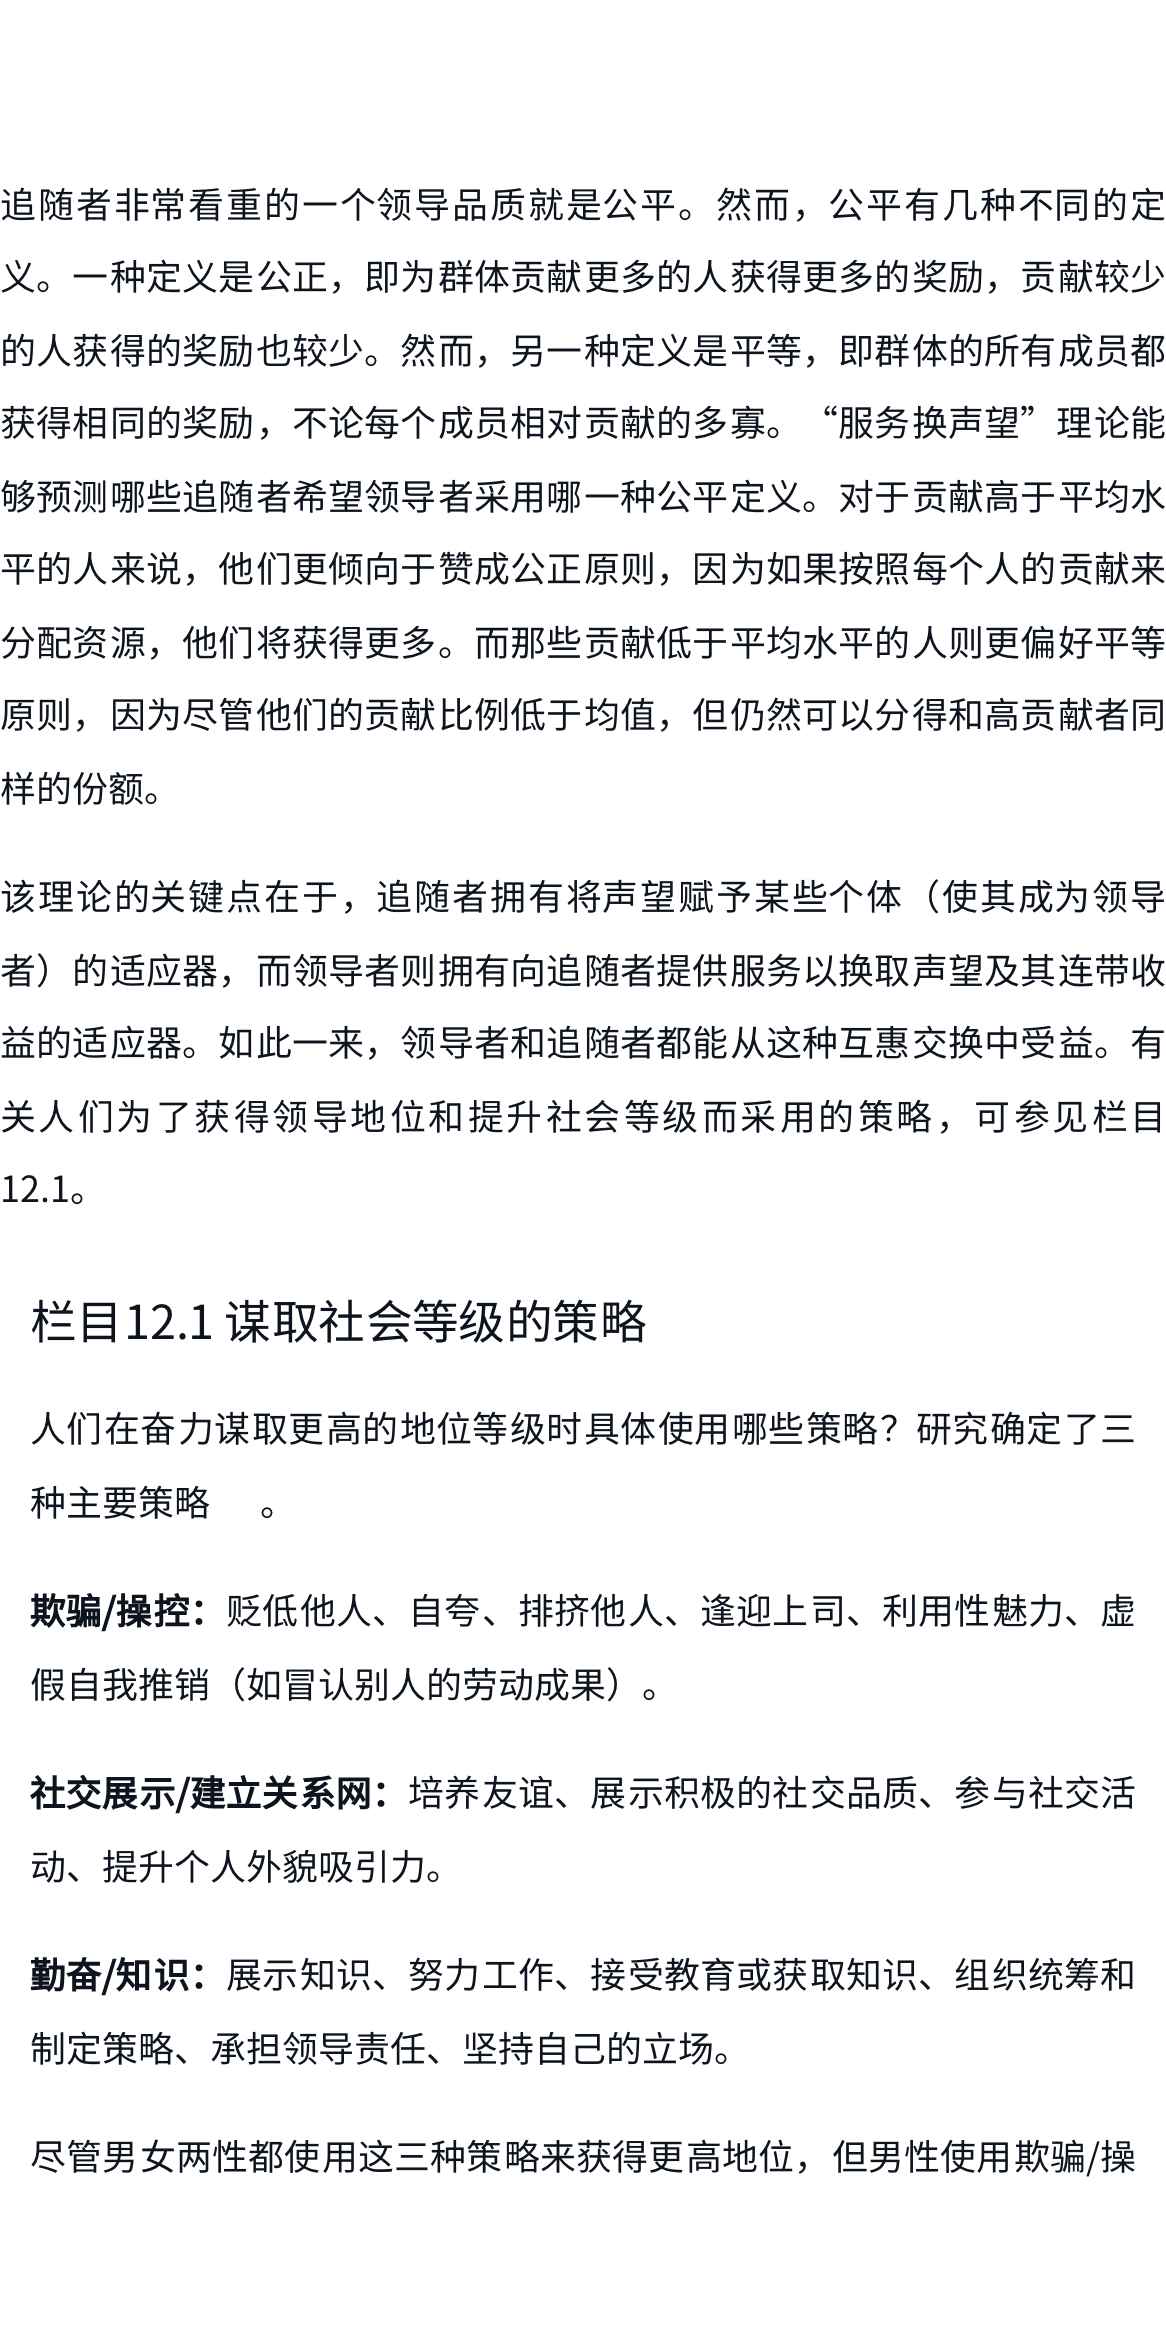 追随者非常看重的一个领导品质就是公平。然而，公平有几种不同的定
义。一种定义是公正，即为群体贡献更多的人获得更多的奖励，贡献较少
的人获得的奖励也较少。然而，另一种定义是平等，即群体的所有成员都
获得相同的奖励，不论每个成员相对贡献的多寡。“服务换声望”理论能
够预测哪些追随者希望领导者采用哪一种公平定义。对于贡献高于平均水
平的人来说，他们更倾向于赞成公正原则，因为如果按照每个人的贡献来
分配资源，他们将获得更多。而那些贡献低于平均水平的人则更偏好平等
原则，因为尽管他们的贡献比例低于均值，但仍然可以分得和高贡献者同
样的份额。
该理论的关键点在于，追随者拥有将声望赋予某些个体（使其成为领导
者）的适应器，而领导者则拥有向追随者提供服务以换取声望及其连带收
益的适应器。如此一来，领导者和追随者都能从这种互惠交换中受益。有
关人们为了获得领导地位和提升社会等级而采用的策略，可参见栏目
12.1。
栏目12.1 谋取社会等级的策略
人们在奋力谋取更高的地位等级时具体使用哪些策略？研究确定了三
种主要策略 。
欺骗/操控：贬低他人、自夸、排挤他人、逢迎上司、利用性魅力、虚
假自我推销（如冒认别人的劳动成果）。
社交展示/建立关系网：培养友谊、展示积极的社交品质、参与社交活
动、提升个人外貌吸引力。
勤奋/知识：展示知识、努力工作、接受教育或获取知识、组织统筹和
制定策略、承担领导责任、坚持自己的立场。
尽管男女两性都使用这三种策略来获得更高地位，但男性使用欺骗/操